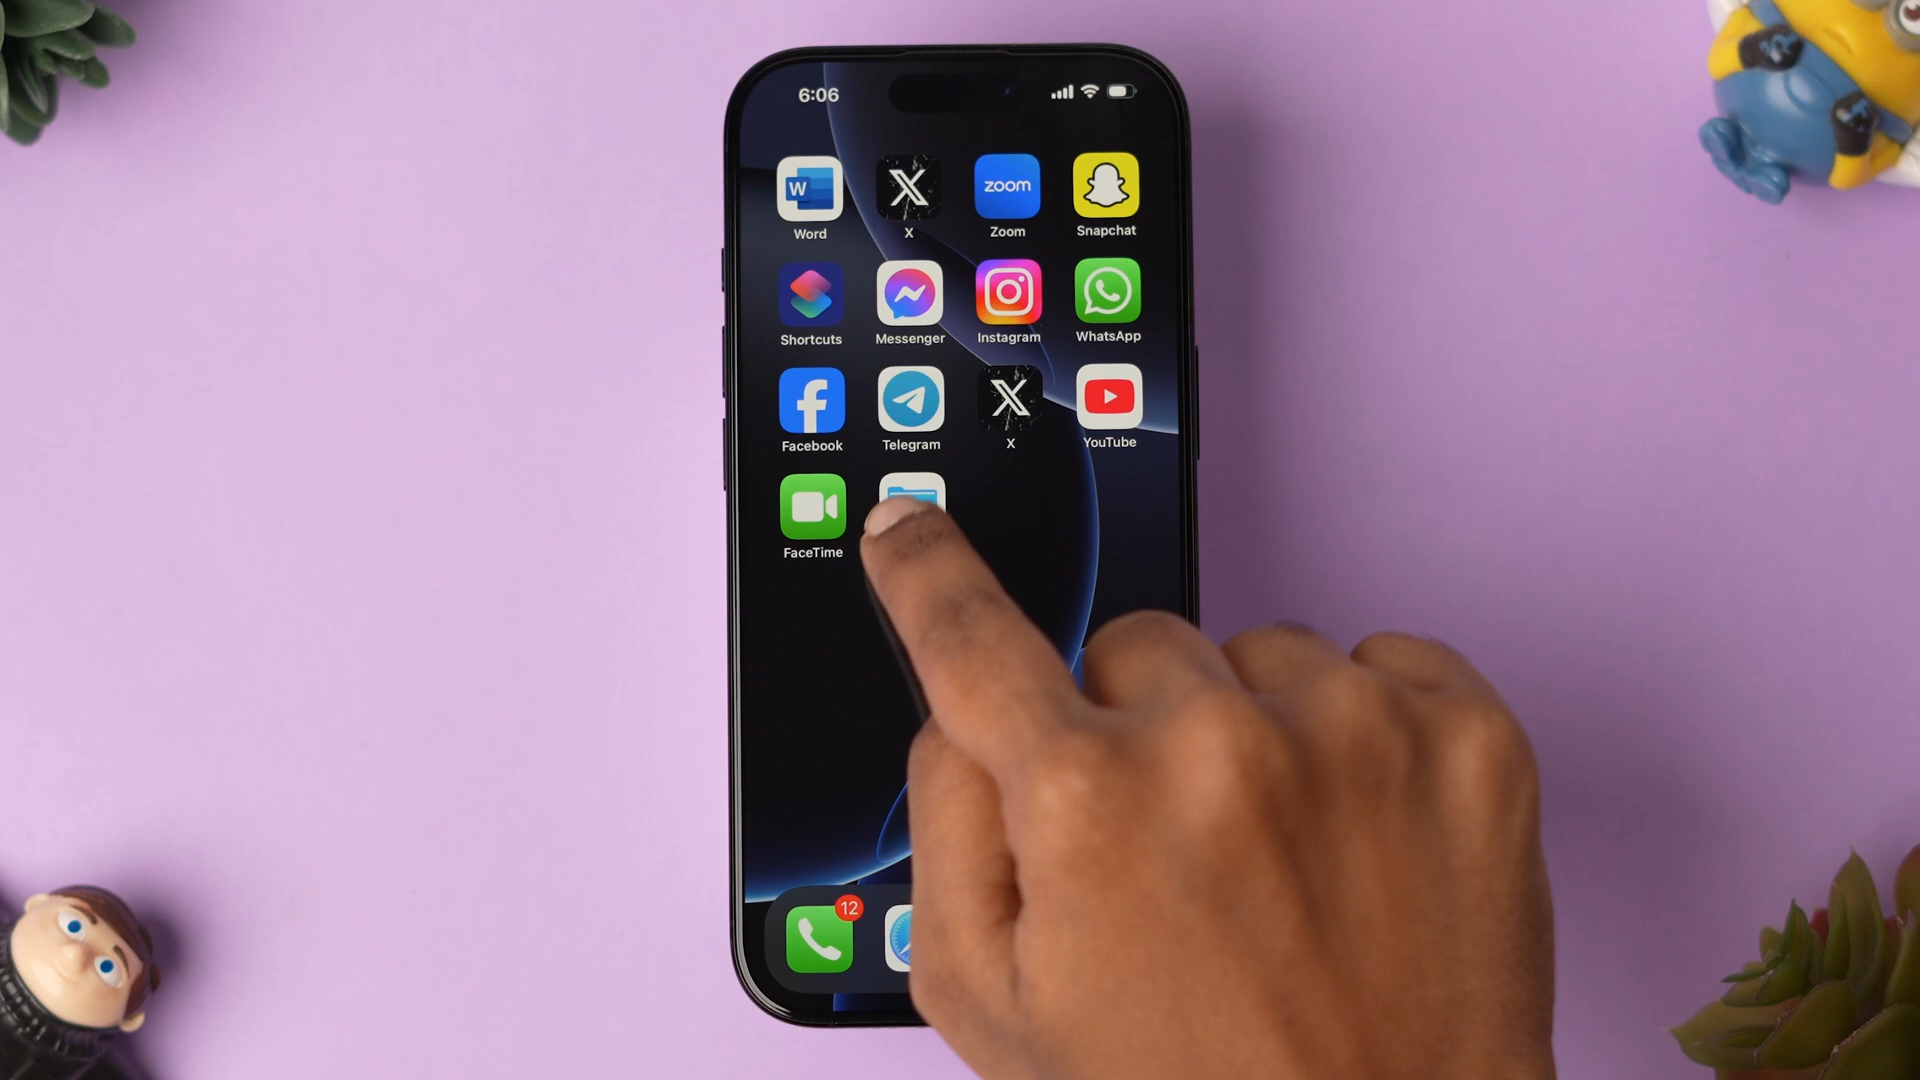 6:06
W
zoom
Word X Zoom Snapchat
Shortcuts Messenger Instagram WhatsApp
Facebook Telegram X YouTube
FaceTime
12